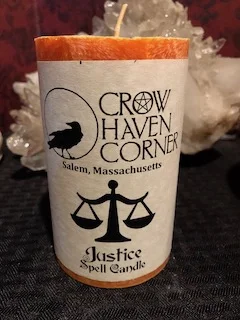 CROW
HAVEN
CORNER
Salem, Massachusetts
Justice
Spell Candle